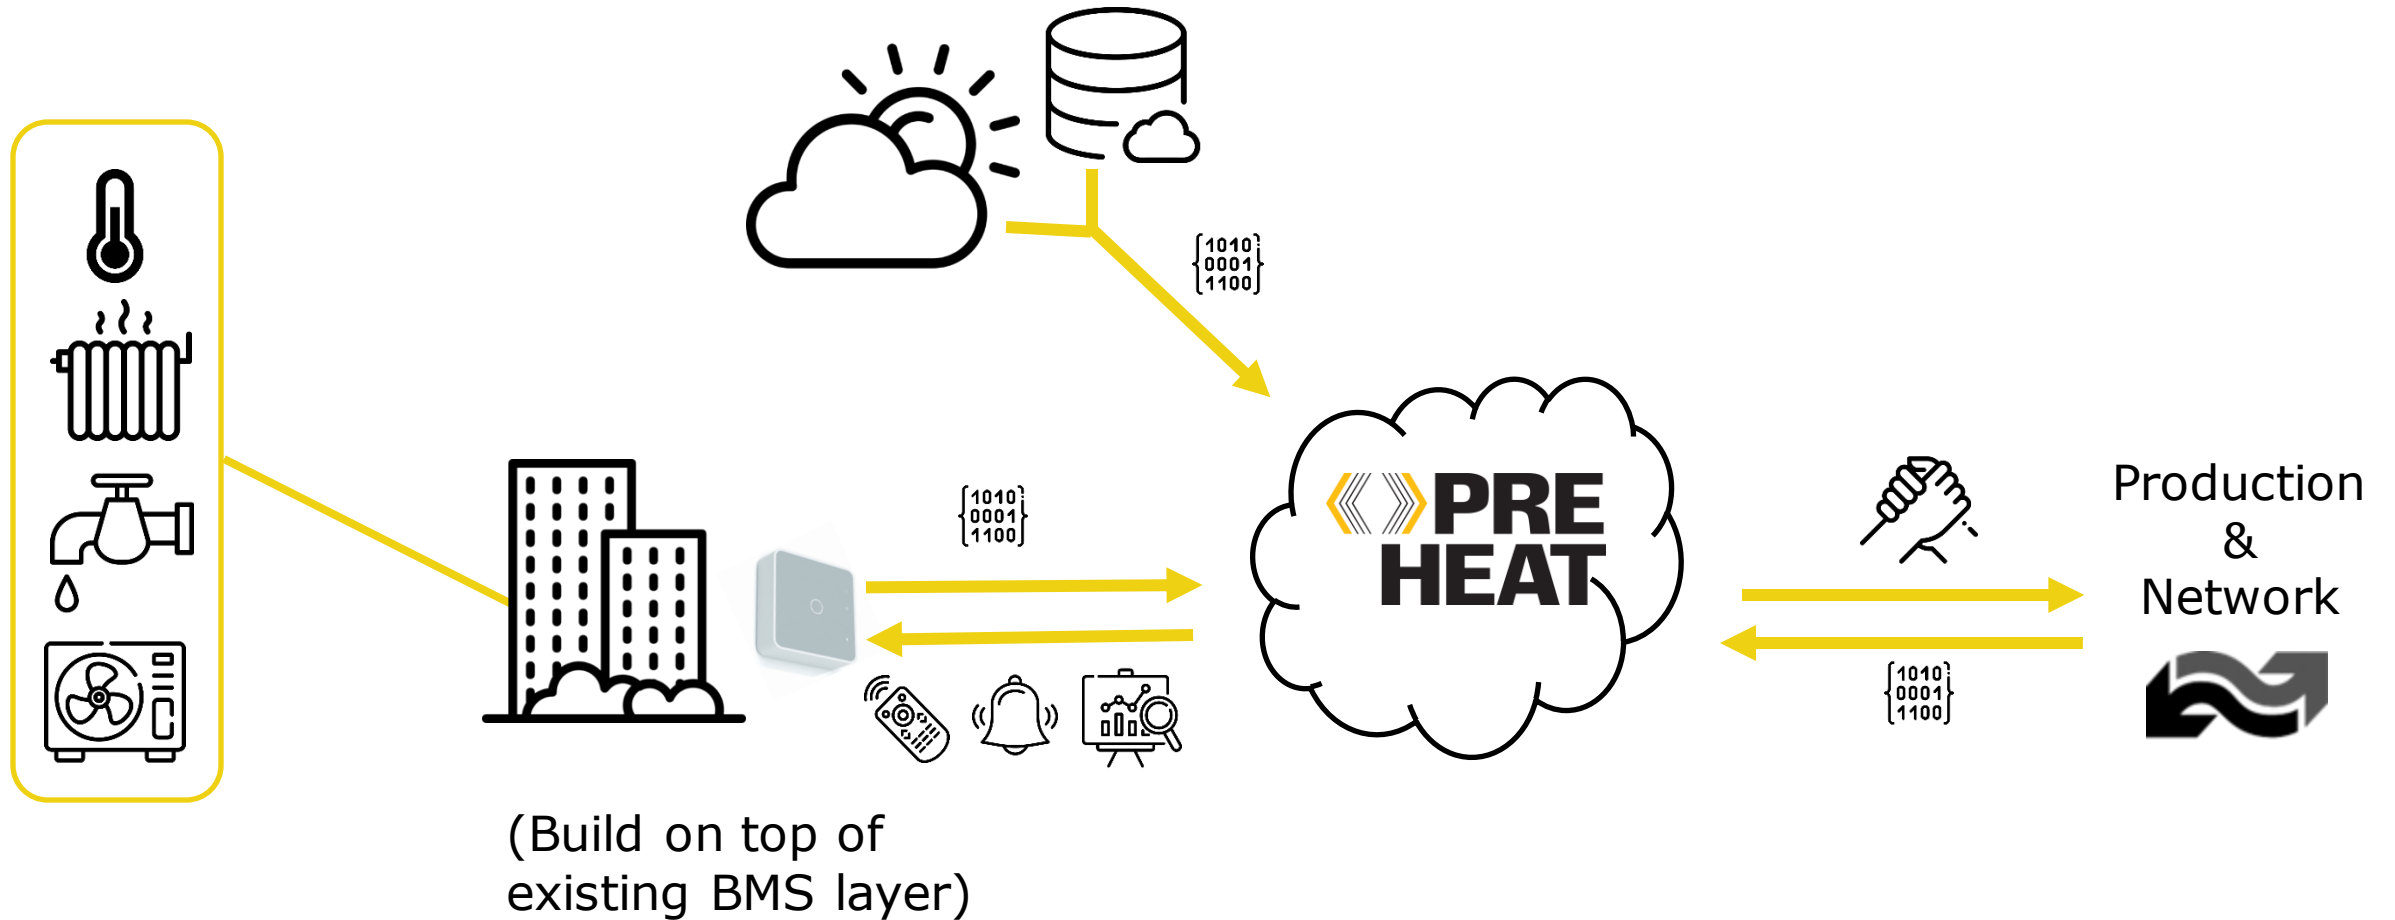 1010
0001
1100
PRE
HEAT
1010
0001
1100
Production
&
Network
1010
0001
1100
(Build on top of
existing BMS layer)